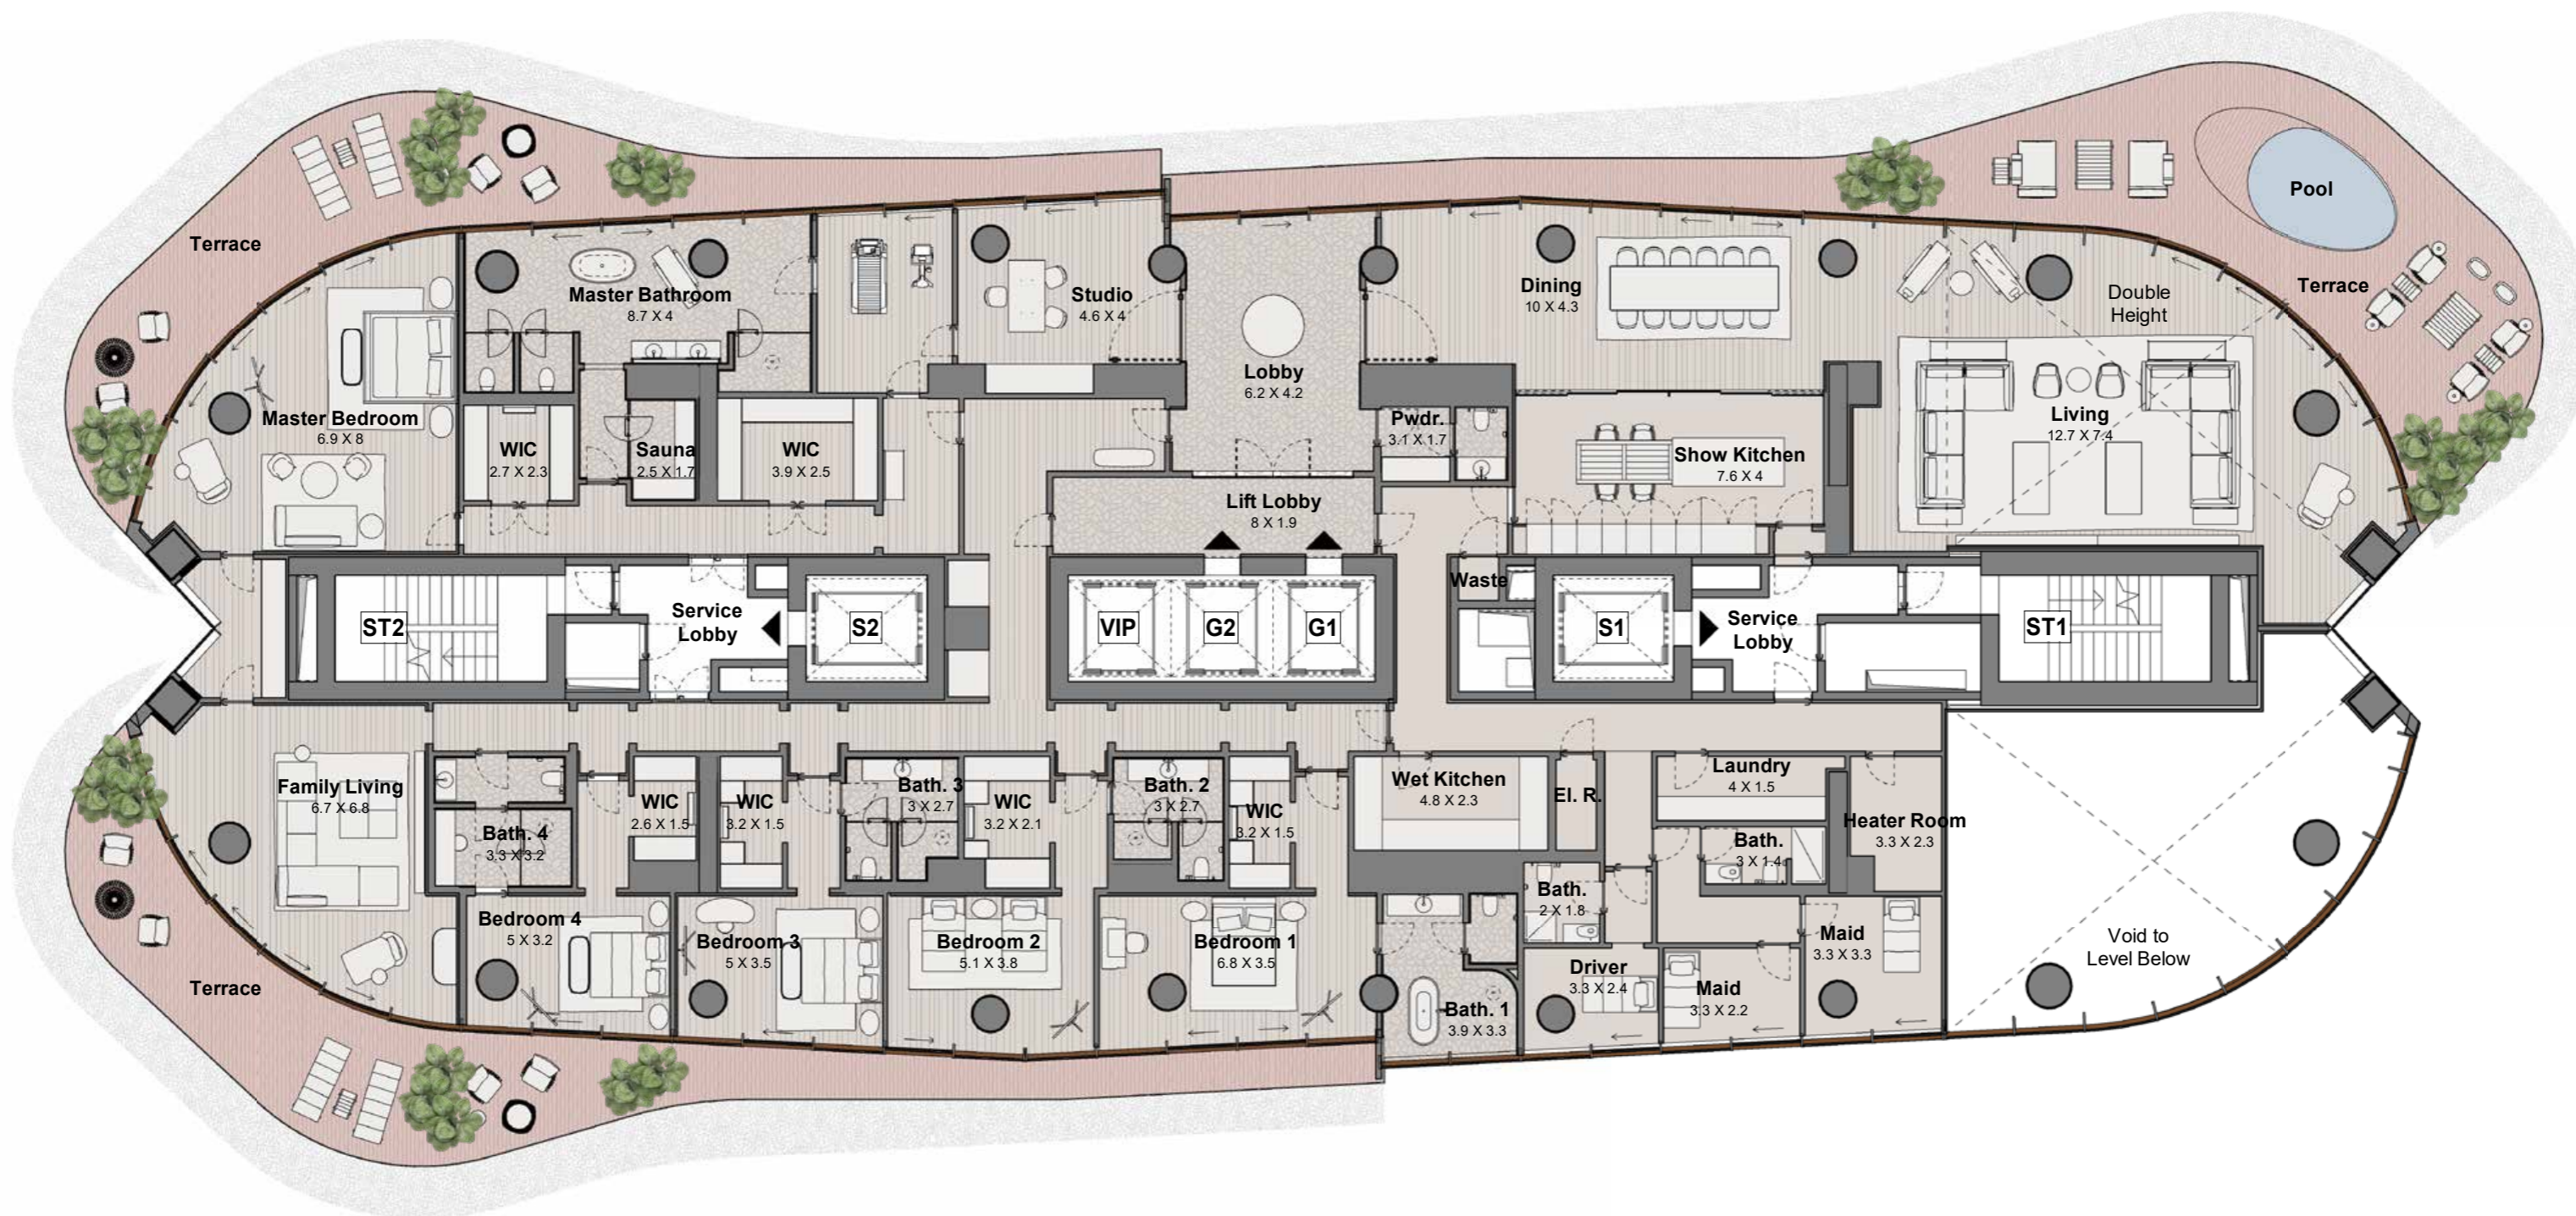 Pool
Terrace
Terrace
Master Bathroom
8.7 X 4
Studio
4.6 X 4
Dining
10 X 4.3
Double
Height
Lobby
6.2 X 4.2
Master Bedroom
6.9 X 8
WIC
2.7 X 2.3
Sauna
2.5 X 1.7
WIC
3.9 X 2.5
Pwdr.
3.1 X 1.7
Show Kitchen
7.6 X 4
Living
12.7 X 7.4
Lift Lobby
8 X 1.9
ST2
Service
Lobby
S2
VIP
G2
G1
Waste
S1
Service
Lobby
ST1
Family Living
6.7 X 6.8
Bath. 4
3.3 X 3.2
WIC
2.6 X 1.5
WIC
3.2 X 1.5
Bath. 3
3 X 2.7
WIC
3.2 X 2.1
Bath. 2
3 X 2.7
WIC
3.2 X 1.5
Wet Kitchen
4.8 X 2.3
El. R.
Laundry
4 X 1.5
Bath.
3 X 1.4
Heater Room
3.3 X 2.3
Bedroom 4
5 X 3.2
Bedroom 3
5 X 3.5
Bedroom 2
5.1 X 3.8
Bedroom 1
6.8 X 3.5
Bath.
2 X 1.8
Maid
3.3 X 3.3
Void to
Level Below
Terrace
Bath. 1
3.9 X 3.3
Driver
3.3 X 2.4
Maid
3.3 X 2.2